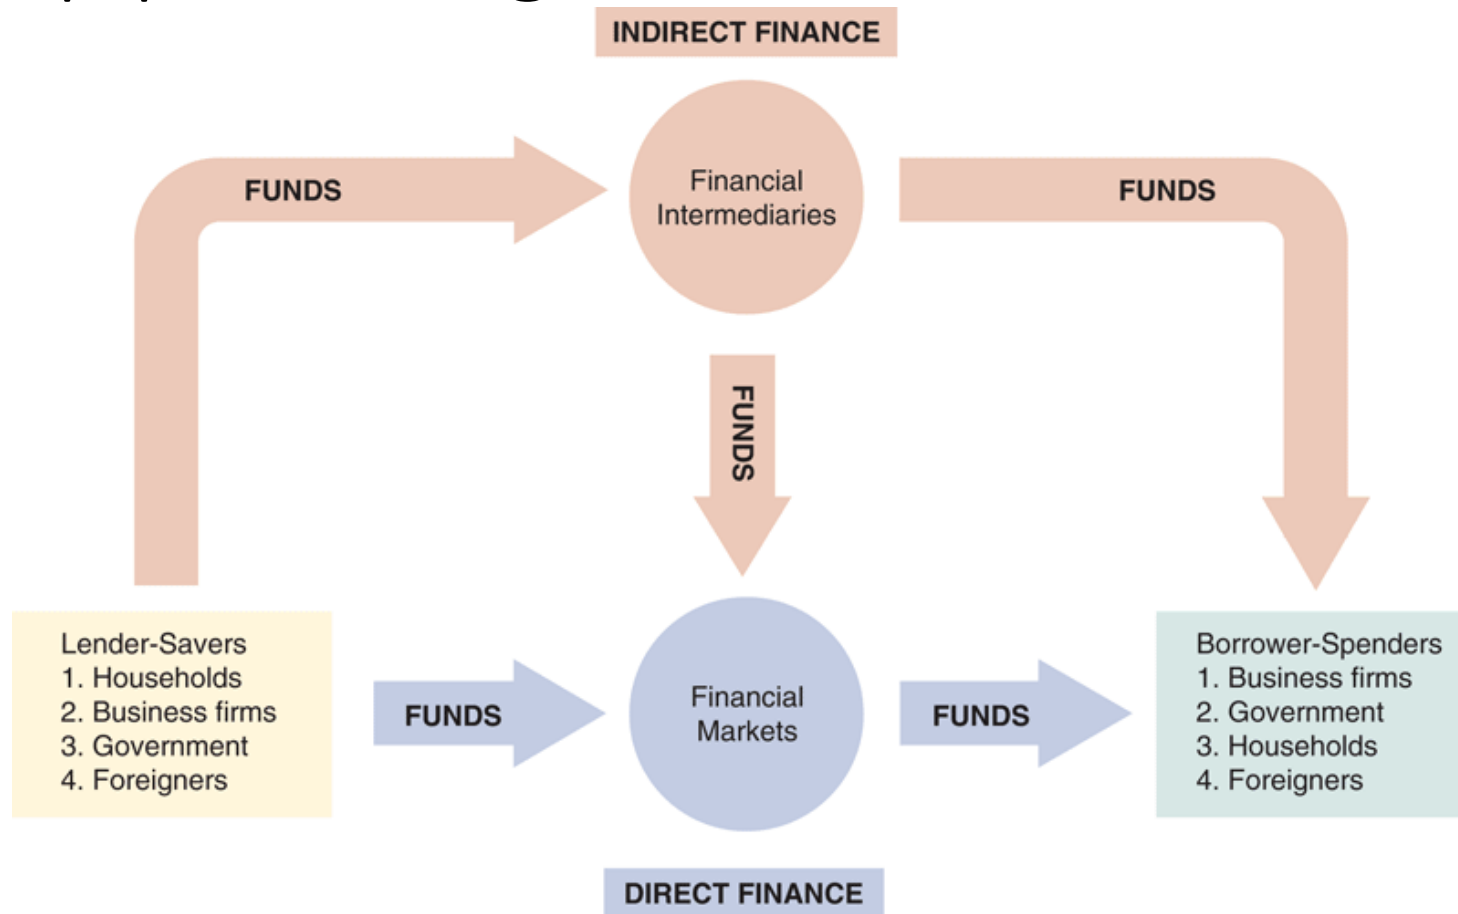 INDIRECT FINANCE
FUNDS
Financial
Intermediaries
FUNDS
FUNDS
Lender-Savers
1. Households
2. Business firms
3. Government
4. Foreigners
FUNDS
Financial
Markets
FUNDS
Borrower-Spenders
1. Business firms
2. Government
3. Households
4. Foreigners
DIRECT FINANCE